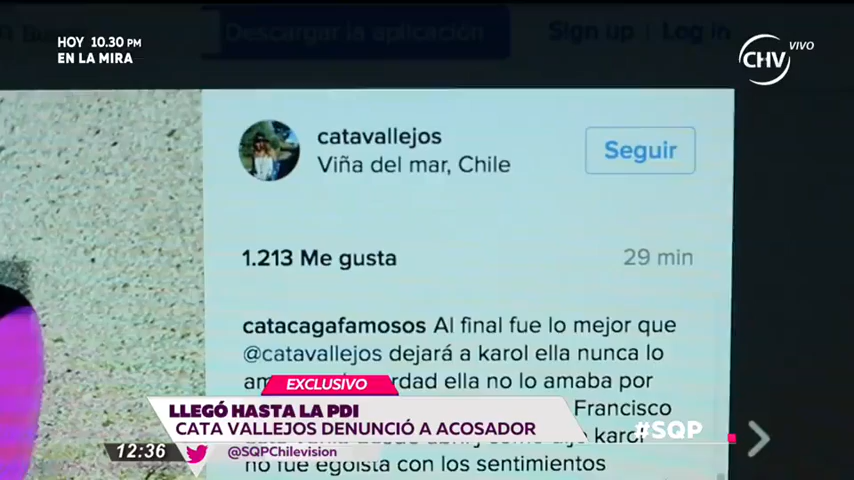 HOY 10.30 PM
EN LA MIRA
Descargar la aplicación
Sign up | Log in
CHV VIVO
catavallejos
Viña del mar, Chile
Seguir
1.213 Me gusta
29 min
catacagafamosos Al final fue lo mejor que
@catavallejos dejará a karol ella nunca lo
ella no lo amaba por
Francisco
karol
no fue egoista con los sentimientos
EXCLUSIVO
LLEGÓ HASTA LA PDI
CATA VALLEJOS DENUNCIÓ A ACOSADOR
#SQP
12:36
@SQPChilevision